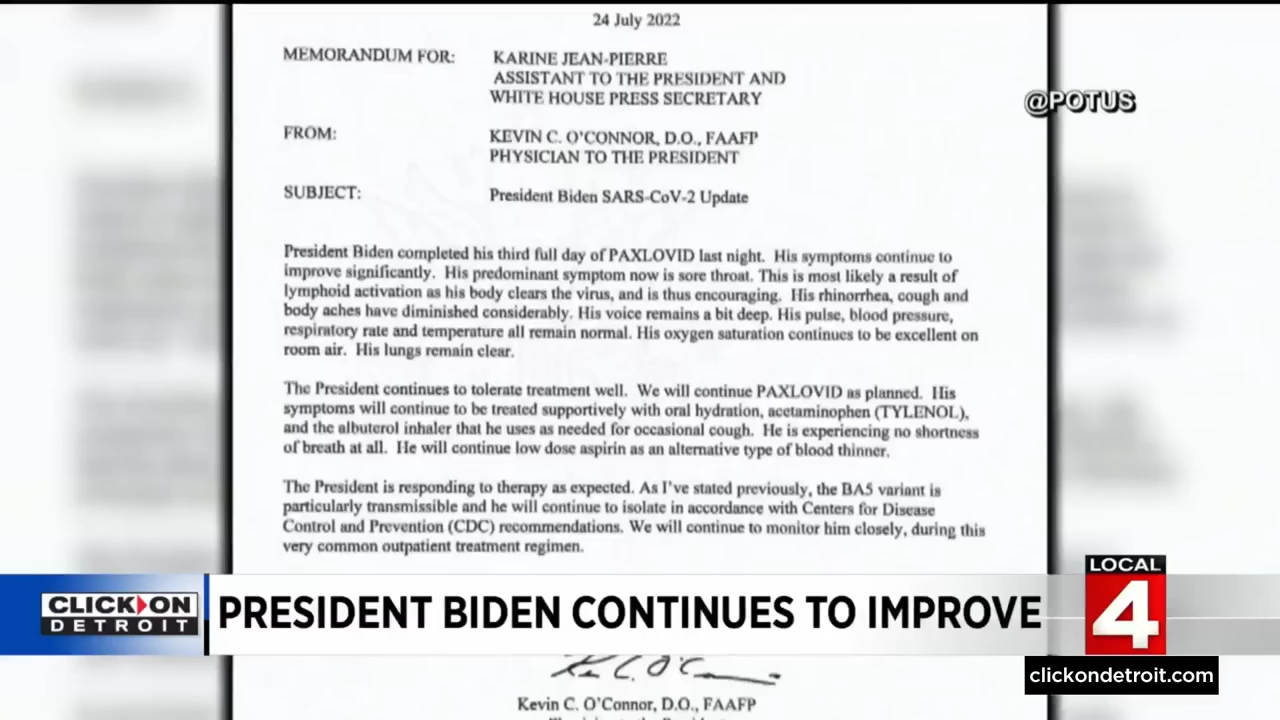 24 July 2022
MEMORANDUM FOR: KARINE JEAN-PIERRE
ASSISTANT TO THE PRESIDENT AND
WHITE HOUSE PRESS SECRETARY
@POTUS
FROM: KEVIN C. O'CONNOR, D.O., FAAFP
PHYSICIAN TO THE PRESIDENT
SUBJECT: President Biden SARS-CoV-2 Update
President Biden completed his third full day of PAXLOVID last night. His symptoms continue to
improve significantly. His predominant symptom now is sore throat. This is most likely a result of
lymphoid activation as his body clears the virus, and is thus encouraging. His rhinorrhea, cough and
body aches have diminished considerably. His voice remains a bit deep. His pulse, blood pressure,
respiratory rate and temperature all remain normal. His oxygen saturation continues to be excellent on
room air. His lungs remain clear.
The President continues to tolerate treatment well. We will continue PAXLOVID as planned. His
symptoms will continue to be treated supportively with oral hydration, acetaminophen (TYLENOL),
and the albuterol inhaler that he uses as needed for occasional cough. He is experiencing no shortness
of breath at all. He will continue low dose aspirin as an alternative type of blood thinner.
The President is responding to therapy as expected. As I've stated previously, the BA5 variant is
particularly transmissible and he will continue to isolate in accordance with Centers for Disease
Control and Prevention (CDC) recommendations. We will continue to monitor him closely, during this
very common outpatient treatment regimen.
CLICK ON
DETROIT
PRESIDENT BIDEN CONTINUES TO IMPROVE
LOCAL
4
clickondetroit.com
Kevin C. O'Connor, D.O., FAAFP